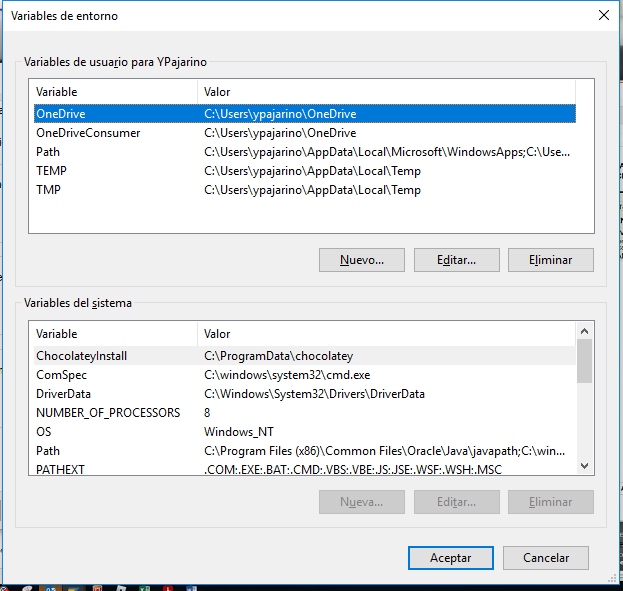 Variables de entorno
Variables de usuario para YPajarino
Variable Valor
OneDrive C:\Users\ypajarino\OneDrive
OneDriveConsumer C:\Users\ypajarino\OneDrive
Path C:\Users\ypajarino\AppData\Local\Microsoft\WindowsApps;C:\Use...
TEMP C:\Users\ypajarino\AppData\Local\Temp
TMP C:\Users\ypajarino\AppData\Local\Temp
Nuevo... Editar... Eliminar
Variables del sistema
Variable Valor
ChocolateyInstall C:\ProgramData\chocolatey
ComSpec C:\windows\system32\cmd.exe
DriverData C:\Windows\System32\Drivers\DriverData
NUMBER_OF_PROCESSORS 8
OS Windows_NT
Path C:\Program Files (x86)\Common Files\Oracle\Java\javapath;C:\win...
PATHEXT .COM;.EXE;.BAT;.CMD;.VBS;.VBE;.JS;.JSE;.WSF;.WSH;.MSC
Nueva... Editar... Eliminar
Aceptar Cancelar